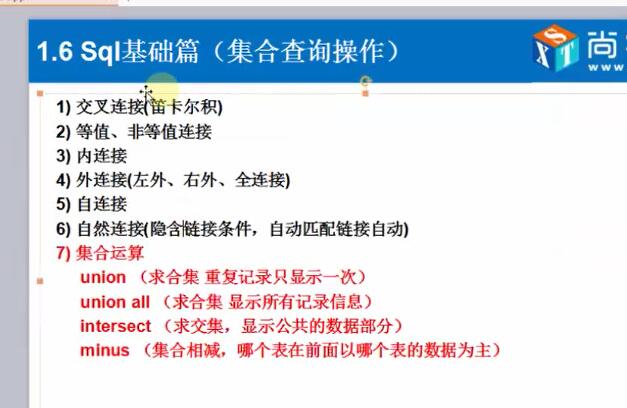 1.6 Sql基础篇（集合查询操作）
XST
尚
www.
1) 交叉连接(笛卡尔积)
2) 等值、非等值连接
3) 内连接
4) 外连接(左外、右外、全连接)
5) 自连接
6) 自然连接(隐含链接条件，自动匹配链接自动)
7) 集合运算
union （求合集 重复记录只显示一次）
union all （求合集 显示所有记录信息）
intersect （求交集，显示公共的数据部分）
minus （集合相减，哪个表在前面以哪个表的数据为主）